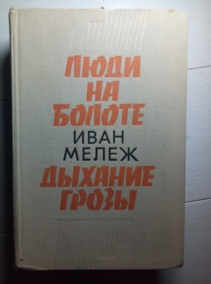 ЛЮДИ
НА
БОЛОТЕ
ИВАН
МЕЛЕЖ
ДЫХАНИЕ
ГРОЗЫ